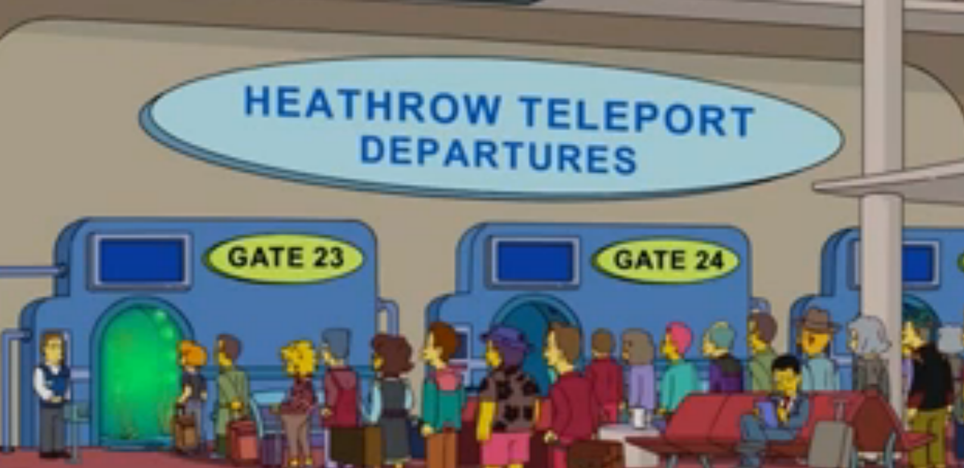 HEATHROW TELEPORT
DEPARTURES
GATE 23
GATE 24